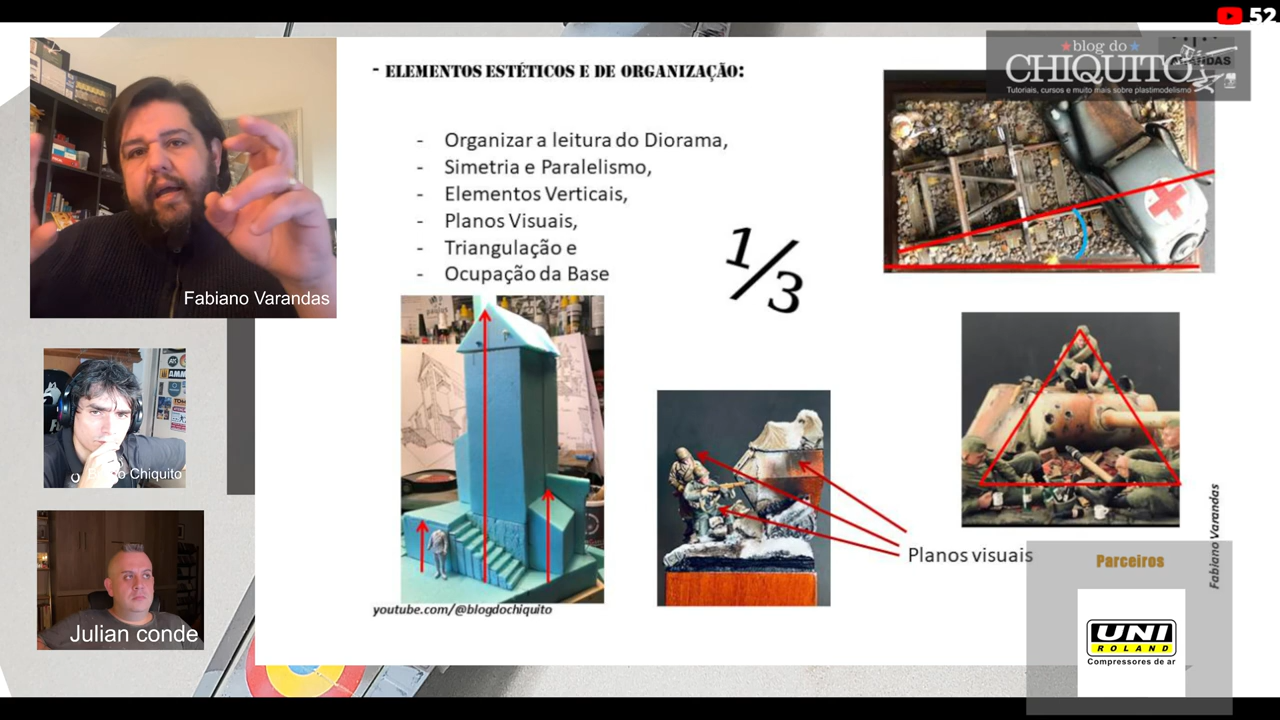 52
blog do
CHIQUITO
Tutoriais, cursos e muito mais sobre plastimodelismo
- ELEMENTOS ESTÉTICOS E DE ORGANIZAÇÃO:
- Organizar a leitura do Diorama,
- Simetria e Paralelismo,
- Elementos Verticais,
- Planos Visuais,
- Triangulação e
- Ocupação da Base
1/3
Fabiano Varandas
Chiquito
Julian conde
Planos visuais
youtube.com/@blogdochiquito
Fabiano Varandas
Parceiros
UNI
ROLAND
Compressores de ar